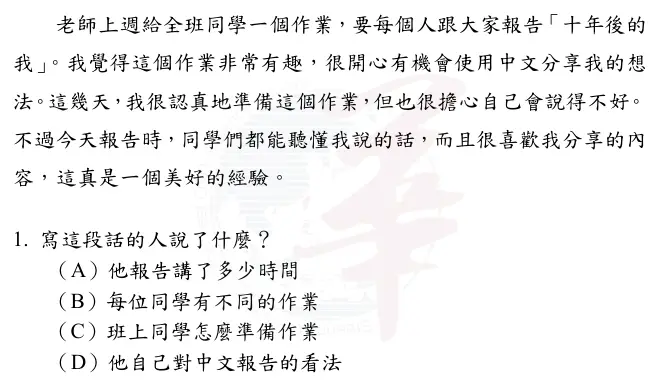 老師上週給全班同學一個作業，要每個人跟大家報告「十年後的
我」。我覺得這個作業非常有趣，很開心有機會使用中文分享我的想
法。這幾天，我很認真地準備這個作業，但也很擔心自己會說得不好。
不過今天報告時，同學們都能聽懂我說的話，而且很喜歡我分享的內
容，這真是一個美好的經驗。
1. 寫這段話的人說了什麼？
（A）他報告講了多少時間
（B）每位同學有不同的作業
（C）班上同學怎麼準備作業
（D）他自己對中文報告的看法